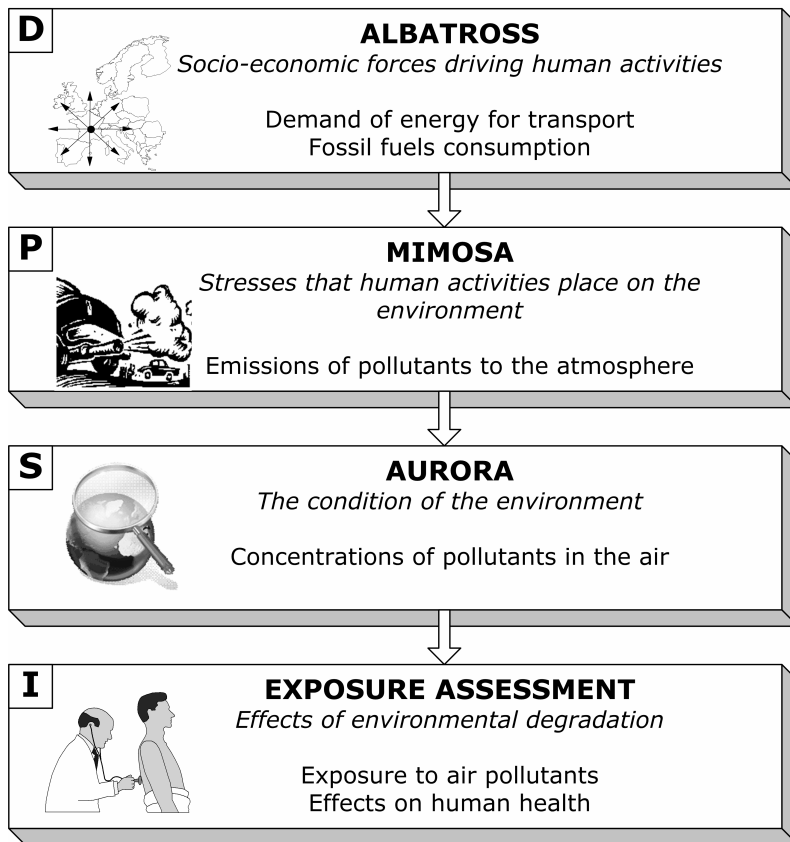 D
ALBATROSS
Socio-economic forces driving human activities
Demand of energy for transport
Fossil fuels consumption
P
MIMOSA
Stresses that human activities place on the
environment
Emissions of pollutants to the atmosphere
S
AURORA
The condition of the environment
Concentrations of pollutants in the air
I
EXPOSURE ASSESSMENT
Effects of environmental degradation
Exposure to air pollutants
Effects on human health